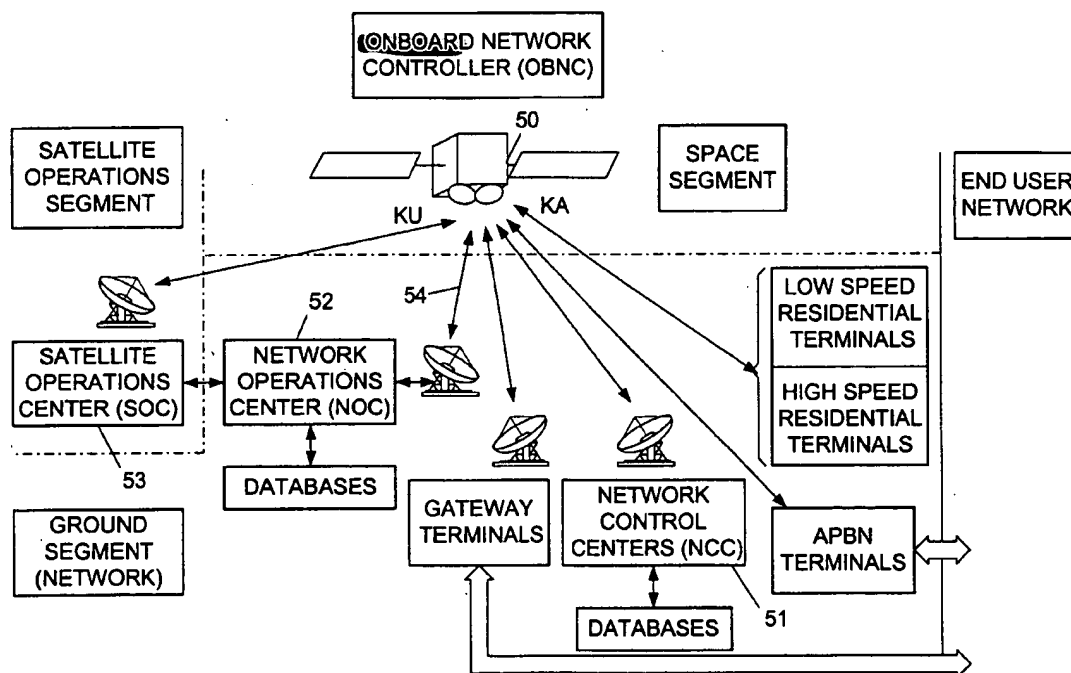 ONBOARD NETWORK
CONTROLLER (OBNC)
50
SATELLITE
OPERATIONS
SEGMENT
SPACE
SEGMENT
END USER
NETWORK
KU
KA
54
52
LOW SPEED
RESIDENTIAL
TERMINALS
HIGH SPEED
RESIDENTIAL
TERMINALS
SATELLITE
OPERATIONS
CENTER (SOC)
NETWORK
OPERATIONS
CENTER (NOC)
53
DATABASES
GATEWAY
TERMINALS
NETWORK
CONTROL
CENTERS (NCC)
APBN
TERMINALS
GROUND
SEGMENT
(NETWORK)
51
DATABASES